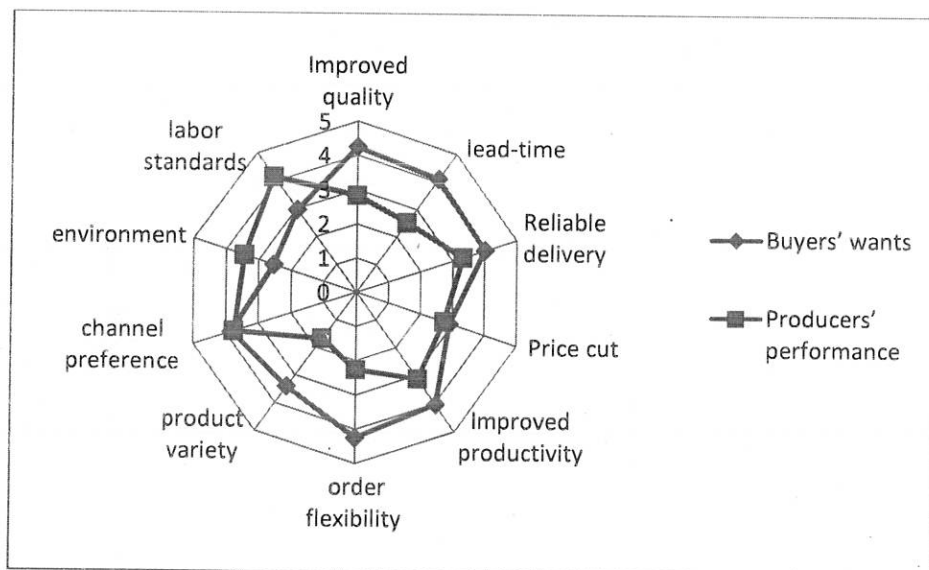 Improved
quality
lead-time
Reliable
delivery
Price cut
Improved
productivity
order
flexibility
product
variety
channel
preference
environment
labor
standards
5
4
3
2
1
0
Buyers' wants
Producers'
performance